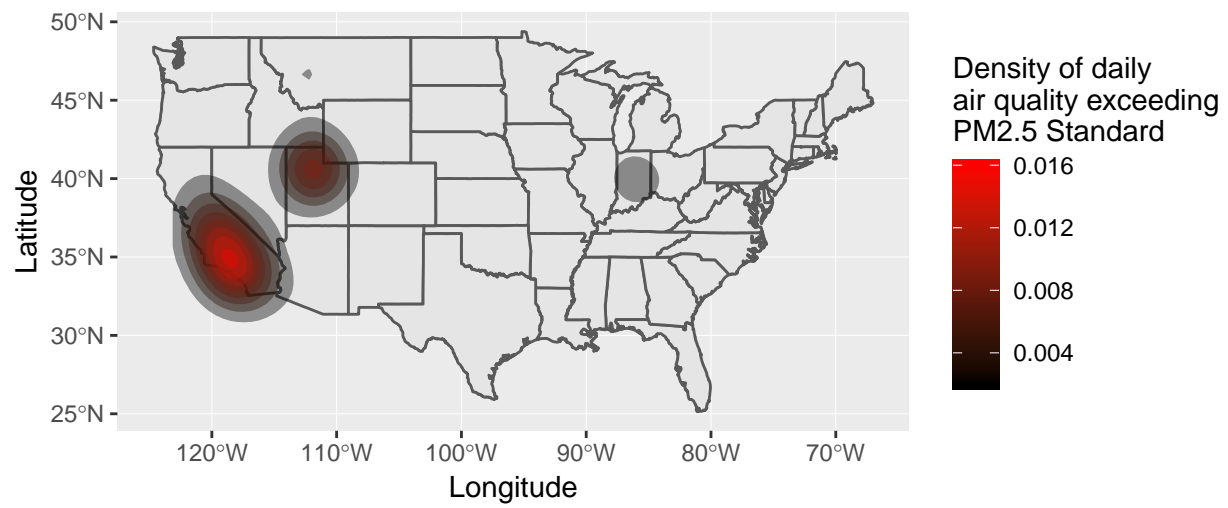 50°N
45°N
40°N
35°N
30°N
25°N
Latitude
120°W 110°W 100°W 90°W 80°W 70°W
Longitude
Density of daily
air quality exceeding
PM2.5 Standard
0.016
0.012
0.008
0.004